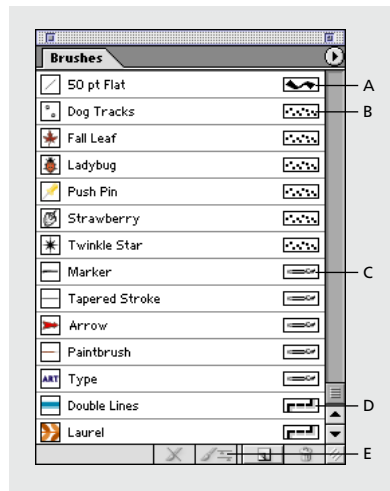 Brushes
50 pt Flat A
Dog Tracks B
Fall Leaf
Ladybug
Push Pin
Strawberry
Twinkle Star
Marker C
Tapered Stroke
Arrow
Paintbrush
ART Type
Double Lines D
Laurel
E